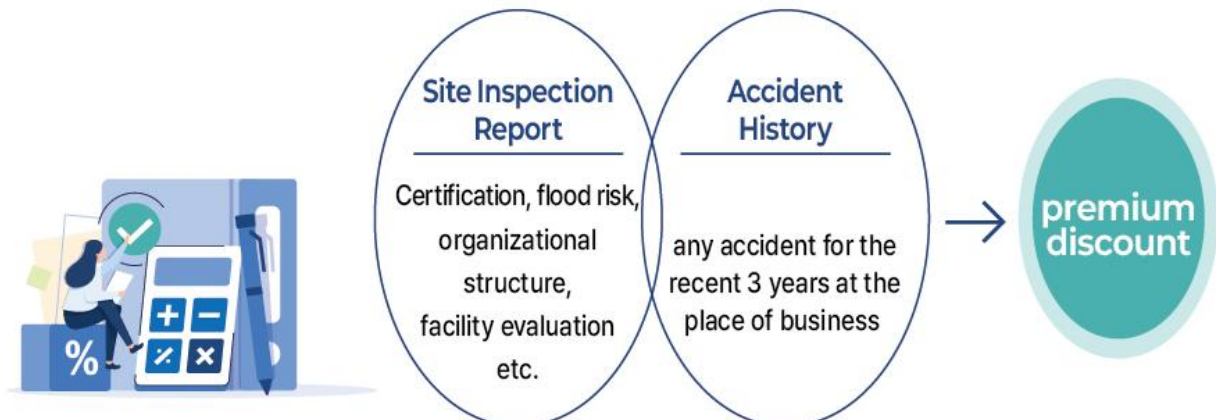 Site Inspection
Report
Certification, flood risk,
organizational
structure,
facility evaluation
etc.
Accident
History
any accident for the
recent 3 years at the
place of business
premium
discount
%